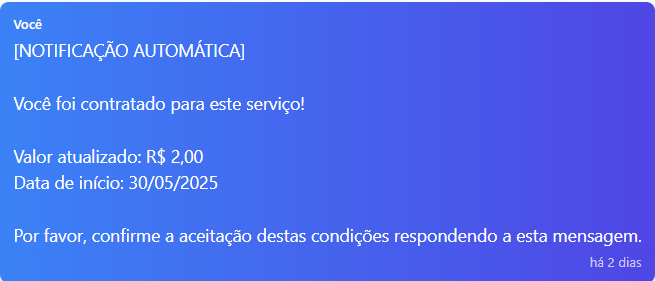 Você
[NOTIFICAÇÃO AUTOMÁTICA]
Você foi contratado para este serviço!
Valor atualizado: R$ 2,00
Data de início: 30/05/2025
Por favor, confirme a aceitação destas condições respondendo a esta mensagem.
há 2 dias